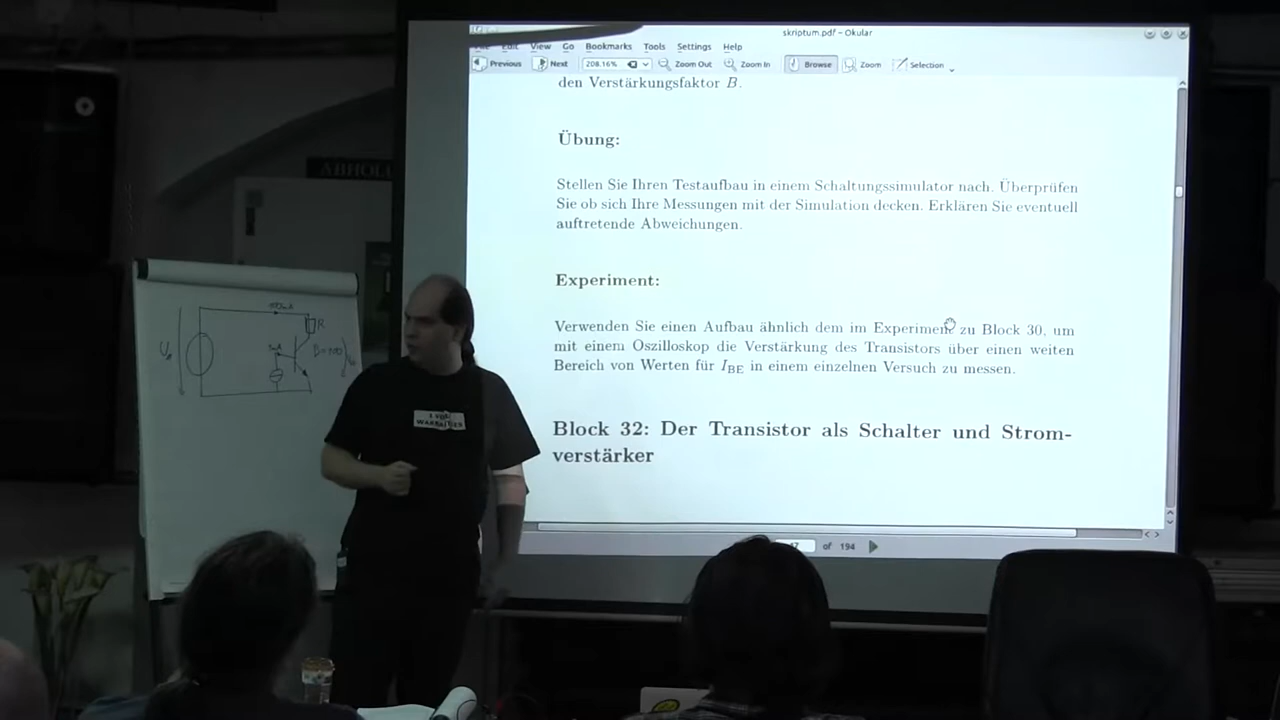 skriptum.pdf - Okular
Edit View Go Bookmarks Tools Settings Help
Previous Next 208.16% Zoom Out Zoom In Browse Zoom Selection
den Verstärkungsfaktor B.
Übung:
Stellen Sie Ihren Testaufbau in einem Schaltungssimulator nach. Überprüfen
Sie ob sich Ihre Messungen mit der Simulation decken. Erklären Sie eventuell
auftretende Abweichungen.
Experiment:
Verwenden Sie einen Aufbau ähnlich dem im Experiment zu Block 30, um
mit einem Oszilloskop die Verstärkung des Transistors über einen weiten
Bereich von Werten für I_BE in einem einzelnen Versuch zu messen.
Block 32: Der Transistor als Schalter und Strom-
verstärker
of 194
ABHOL
R